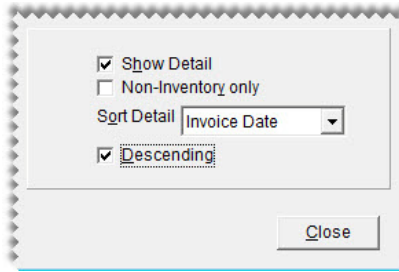 Show Detail
Non-Inventory only
Sort Detail Invoice Date
Descending
Close